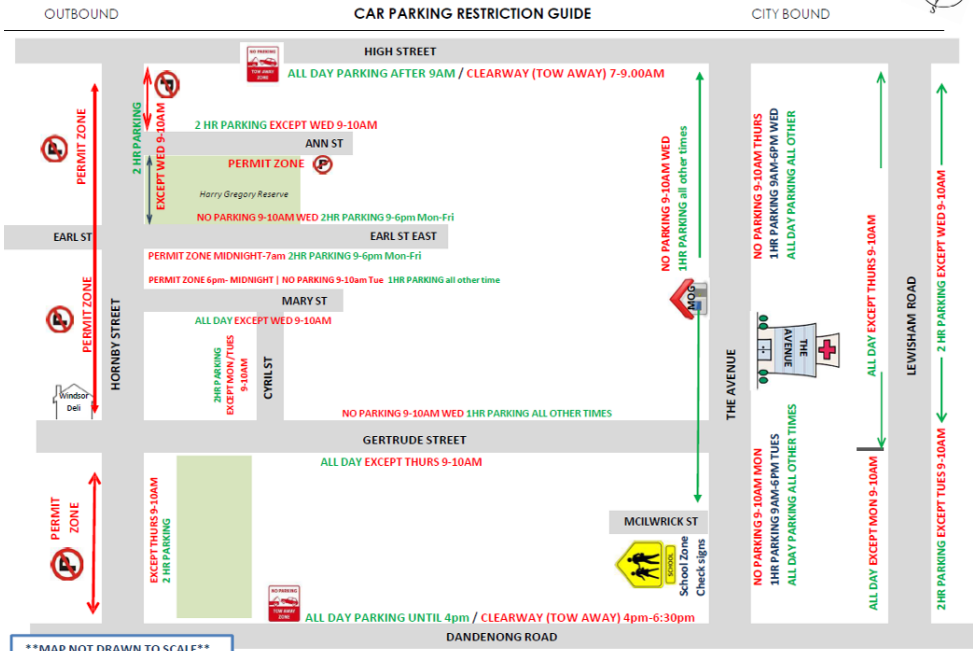 OUTBOUND
CAR PARKING RESTRICTION GUIDE
CITY BOUND
S
HIGH STREET
NO PARKING
TOW AWAY
ZONE
ALL DAY PARKING AFTER 9AM / CLEARWAY (TOW AWAY) 7-9.00AM
PERMIT ZONE
2 HR PARKING
EXCEPT WED 9-10AM
2 HR PARKING EXCEPT WED 9-10AM
ANN ST
PERMIT ZONE P
Harry Gregory Reserve
NO PARKING 9-10AM WED 2HR PARKING 9-6pm Mon-Fri
EARL ST
EARL ST EAST
PERMIT ZONE MIDNIGHT-7am 2HR PARKING 9-6pm Mon-Fri
PERMIT ZONE 6pm- MIDNIGHT | NO PARKING 9-10am Tue 1HR PARKING all other time
MARY ST
ALL DAY EXCEPT WED 9-10AM
PERMIT ZONE
HORNBY STREET
2HR PARKING
EXCEPT MON/TUES
9-10AM
CYRIL ST
Windsor
Deli
NO PARKING 9-10AM WED 1HR PARKING ALL OTHER TIMES
GERTRUDE STREET
ALL DAY EXCEPT THURS 9-10AM
PERMIT
ZONE
EXCEPT THURS 9-10AM
2 HR PARKING
NO PARKING 9-10AM WED
1HR PARKING all other times
MOG
THE AVENUE
NO PARKING 9-10AM THURS
1HR PARKING 9AM-6PM WED
ALL DAY PARKING ALL OTHER
THE
AVENUE
H
NO PARKING 9-10AM MON
1HR PARKING 9AM-6PM TUES
ALL DAY PARKING ALL OTHER TIMES
ALL DAY EXCEPT THURS 9-10AM
ALL DAY EXCEPT MON 9-10AM
LEWISHAM ROAD
2 HR PARKING EXCEPT WED 9-10AM
2HR PARKING EXCEPT TUES 9-10AM
MCILWRICK ST
SCHOOL
School Zone
Check signs
NO PARKING
TOW AWAY
ZONE
ALL DAY PARKING UNTIL 4pm / CLEARWAY (TOW AWAY) 4pm-6:30pm
DANDENONG ROAD
**MAP NOT DRAWN TO SCALE**